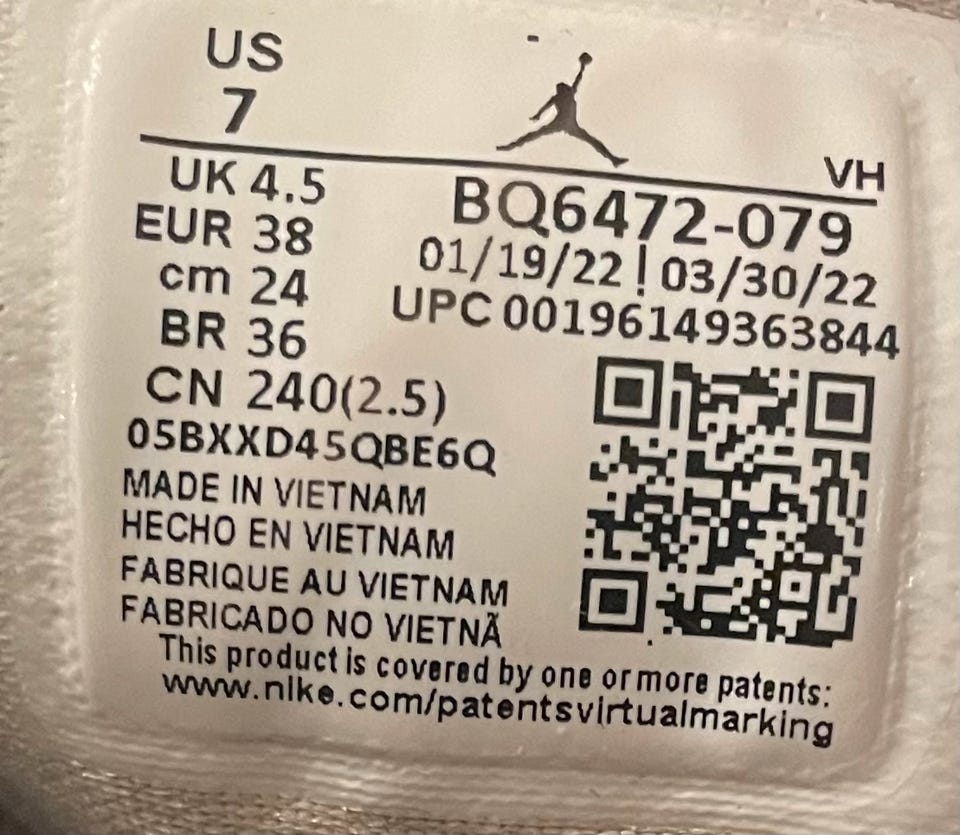 US
7
VH
UK 4.5
EUR 38
cm 24
BR 36
CN 240(2.5)
BQ6472-079
01/19/22 | 03/30/22
UPC 00196149363844
05BXXD45QBE6Q
MADE IN VIETNAM
HECHO EN VIETNAM
FABRIQUE AU VIETNAM
FABRICADO NO VIETNÃ
This product is covered by one or more patents:
www.nike.com/patentsvirtualmarking